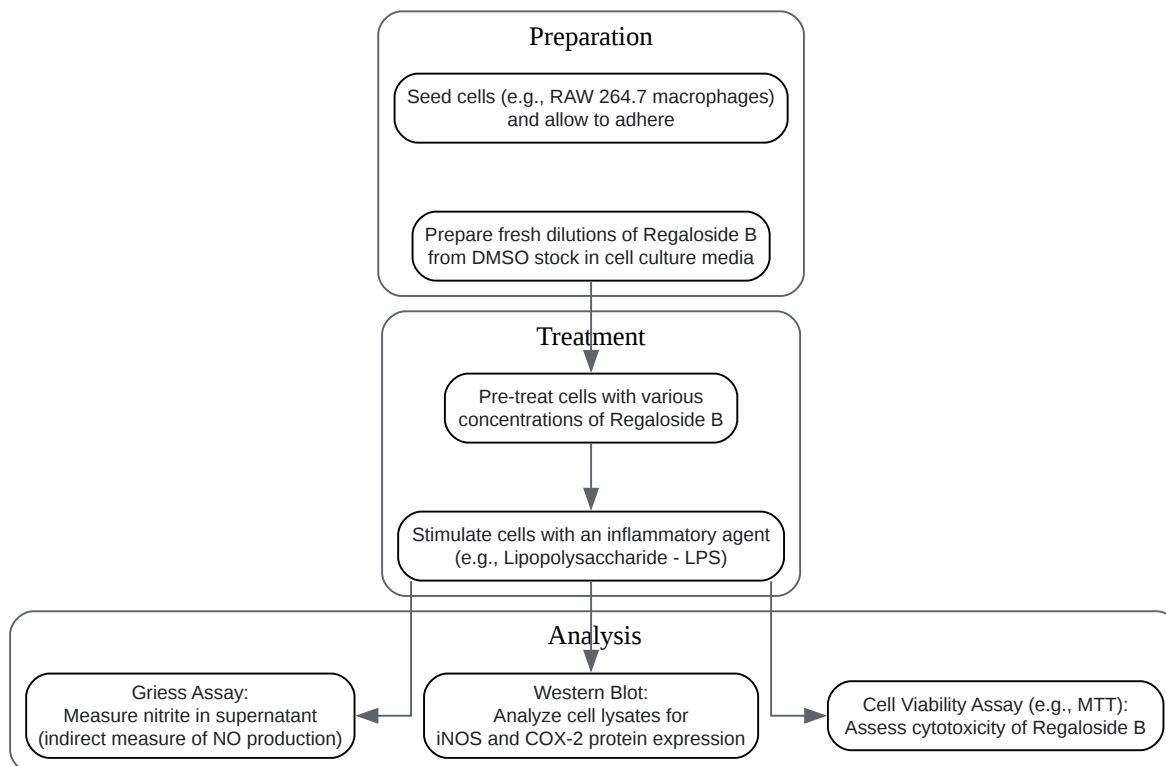 Preparation
Seed cells (e.g., RAW 264.7 macrophages)
and allow to adhere
Prepare fresh dilutions of Regaloside B
from DMSO stock in cell culture media
Treatment
Pre-treat cells with various
concentrations of Regaloside B
Stimulate cells with an inflammatory agent
(e.g., Lipopolysaccharide - LPS)
Analysis
Griess Assay:
Measure nitrite in supernatant
(indirect measure of NO production)
Western Blot:
Analyze cell lysates for
iNOS and COX-2 protein expression
Cell Viability Assay (e.g., MTT):
Assess cytotoxicity of Regaloside B